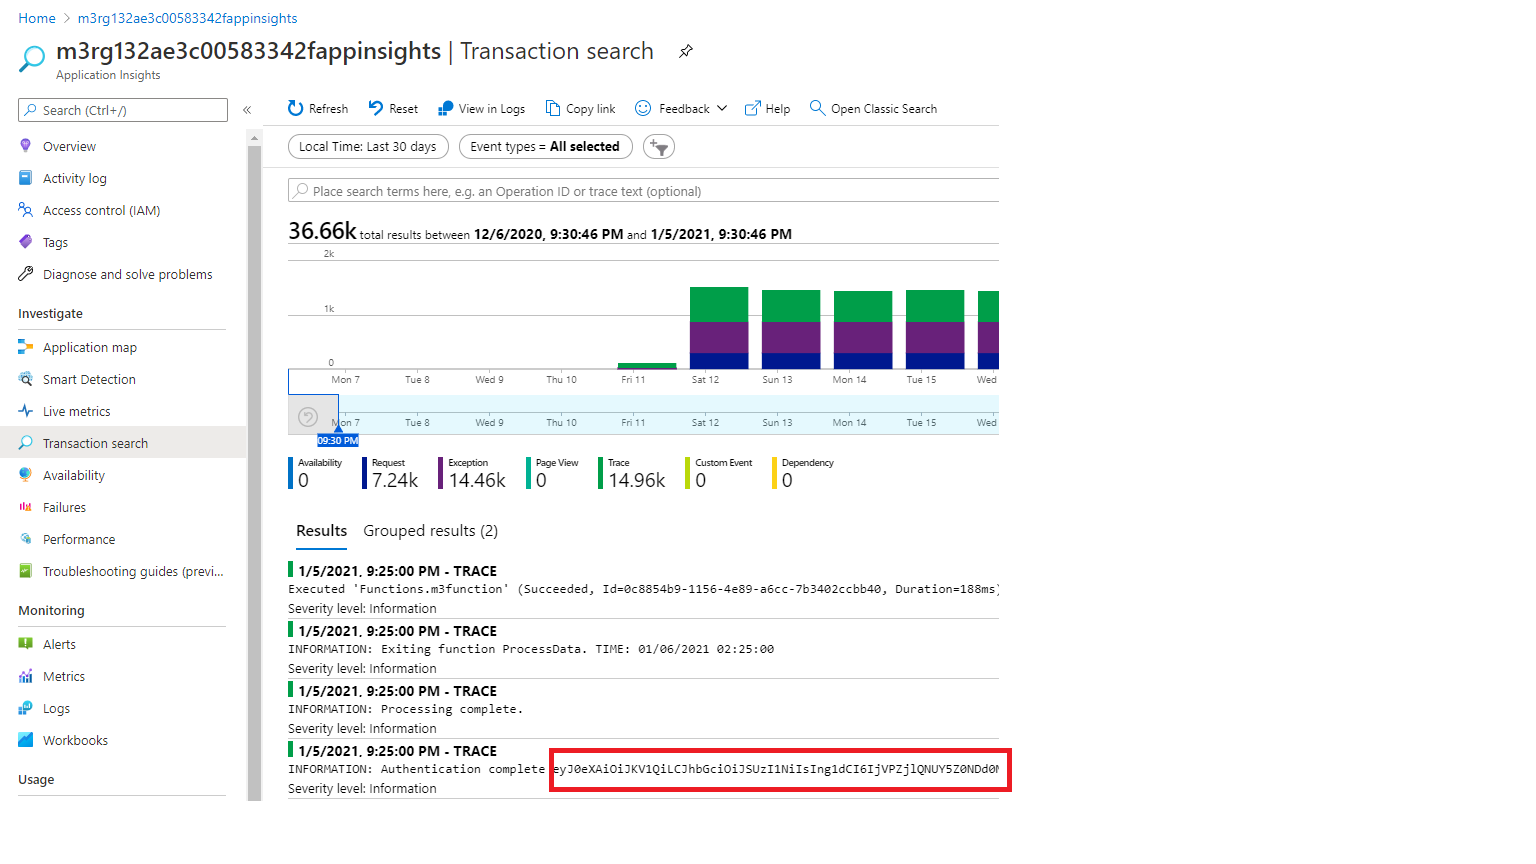 Home > m3rg132ae3c00583342fappinsights
m3rg132ae3c00583342fappinsights | Transaction search
Application Insights
Search (Ctrl+/)
«
Overview
Activity log
Access control (IAM)
Tags
Diagnose and solve problems
Investigate
Application map
Smart Detection
Live metrics
Transaction search
Availability
Failures
Performance
Troubleshooting guides (previ...
Monitoring
Alerts
Metrics
Logs
Workbooks
Usage
Refresh Reset View in Logs Copy link Feedback Help Open Classic Search
Local Time: Last 30 days Event types = All selected
Place search terms here, e.g. an Operation ID or trace text (optional)
36.66k total results between 12/6/2020, 9:30:46 PM and 1/5/2021, 9:30:46 PM
2k
1k
0
Mon 7 Tue 8 Wed 9 Thu 10 Fri 11 Sat 12 Sun 13 Mon 14 Tue 15 Wed
Mon 7 Tue 8 Wed 9 Thu 10 Fri 11 Sat 12 Sun 13 Mon 14 Tue 15 Wed
09:30 PM
Availability Request Exception Page View Trace Custom Event Dependency
0 7.24k 14.46k 0 14.96k 0 0
Results Grouped results (2)
1/5/2021, 9:25:00 PM - TRACE
Executed 'Functions.m3function' (Succeeded, Id=0c8854b9-1156-4e89-a6cc-7b3402ccbb40, Duration=188ms)
Severity level: Information
1/5/2021, 9:25:00 PM - TRACE
INFORMATION: Exiting function ProcessData. TIME: 01/06/2021 02:25:00
Severity level: Information
1/5/2021, 9:25:00 PM - TRACE
INFORMATION: Processing complete.
Severity level: Information
1/5/2021, 9:25:00 PM - TRACE
INFORMATION: Authentication complete eyJ0eXAiOiJKV1QiLCJhbGciOiJSUzI1NiIsIng1dCI6IjVPZjlQNUY5Z0NDd0N
Severity level: Information